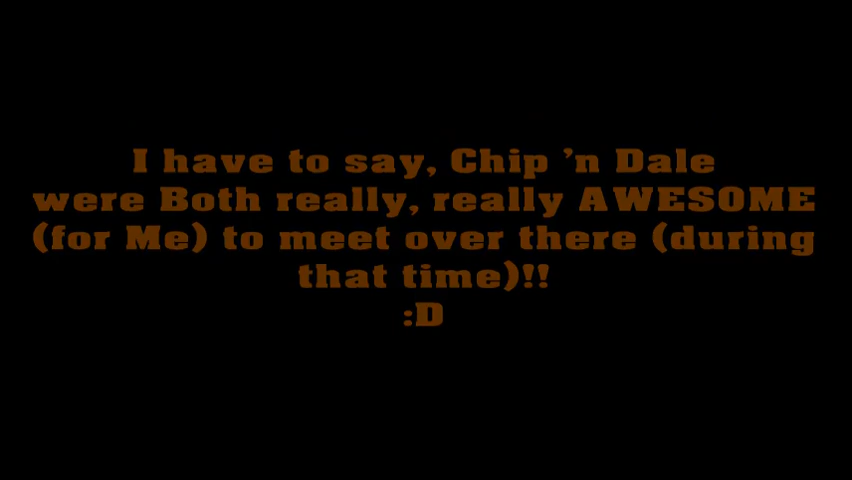 I have to say, Chip 'n Dale
were Both really, really AWESOME
(for Me) to meet over there (during
that time)!!
:D